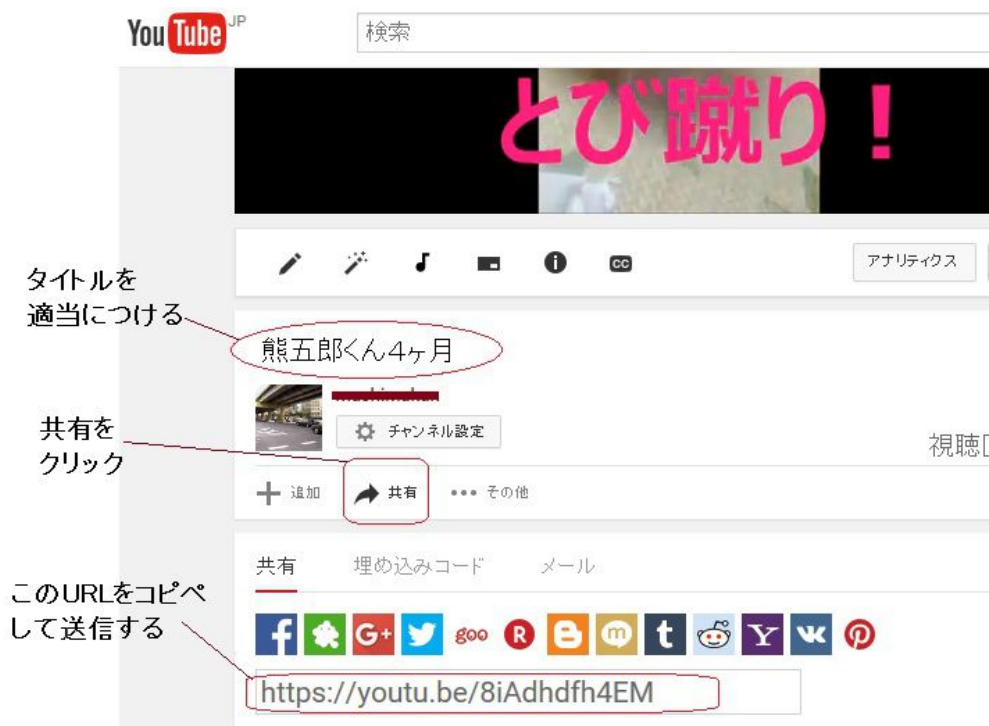 YouTube JP
検索
とび蹴り！
アナリティクス
タイトルを
適当につける
熊五郎くん4ヶ月
チャンネル設定
共有を
クリック
視聴
追加 共有 その他
共有 埋め込みコード メール
このURLをコピペ
して送信する
f G+ goo R B m t Y VK
https://youtu.be/8iAdhdfh4EM